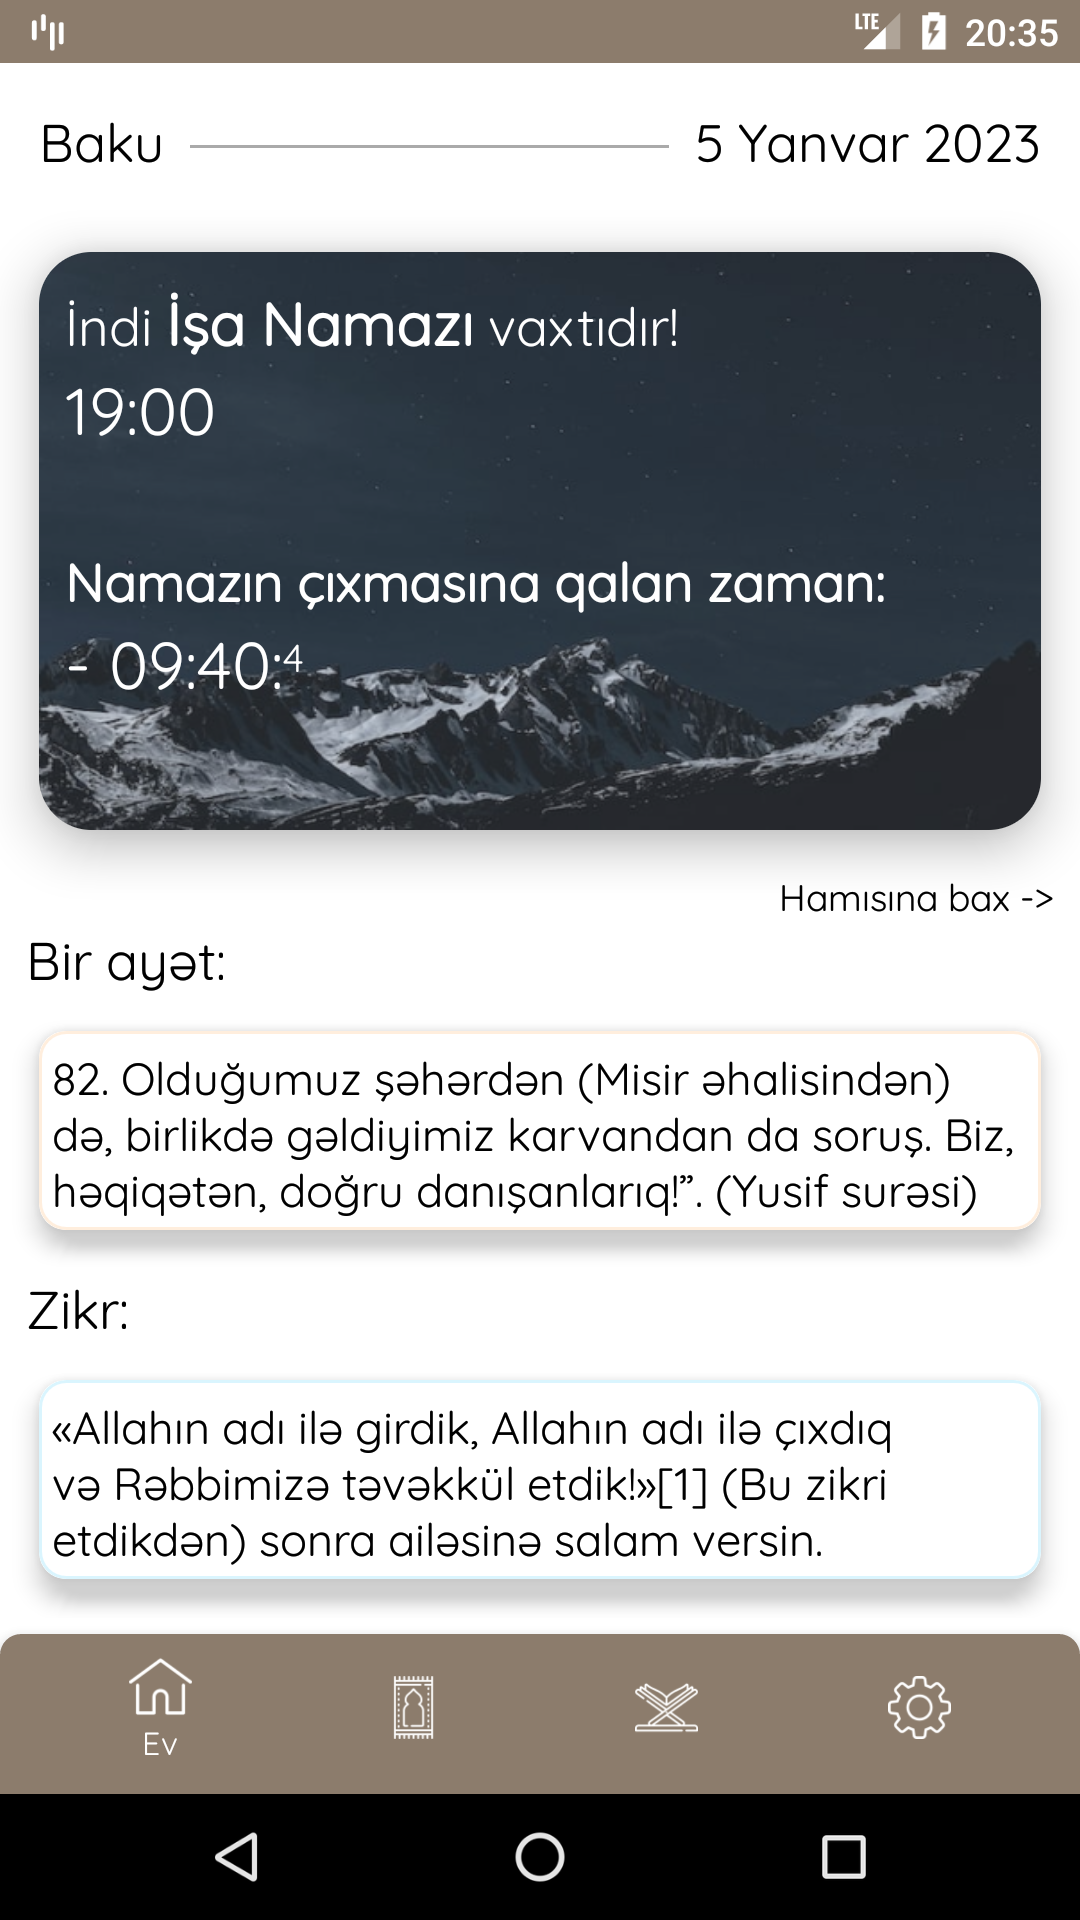 LTE 20:35
Baku 5 Yanvar 2023
İndi İşa Namazı vaxtıdır!
19:00
Namazın çıxmasına qalan zaman:
- 09:40:4
Hamısına bax ->
Bir ayət:
82. Olduğumuz şəhərdən (Misir əhalisindən)
də, birlikdə gəldiyimiz karvandan da soruş. Biz,
həqiqətən, doğru danışanlarıq!”. (Yusif surəsi)
Zikr:
«Allahın adı ilə girdik, Allahın adı ilə çıxdıq
və Rəbbimizə təvəkkül etdik!»[1] (Bu zikri
etdikdən) sonra ailəsinə salam versin.
Ev